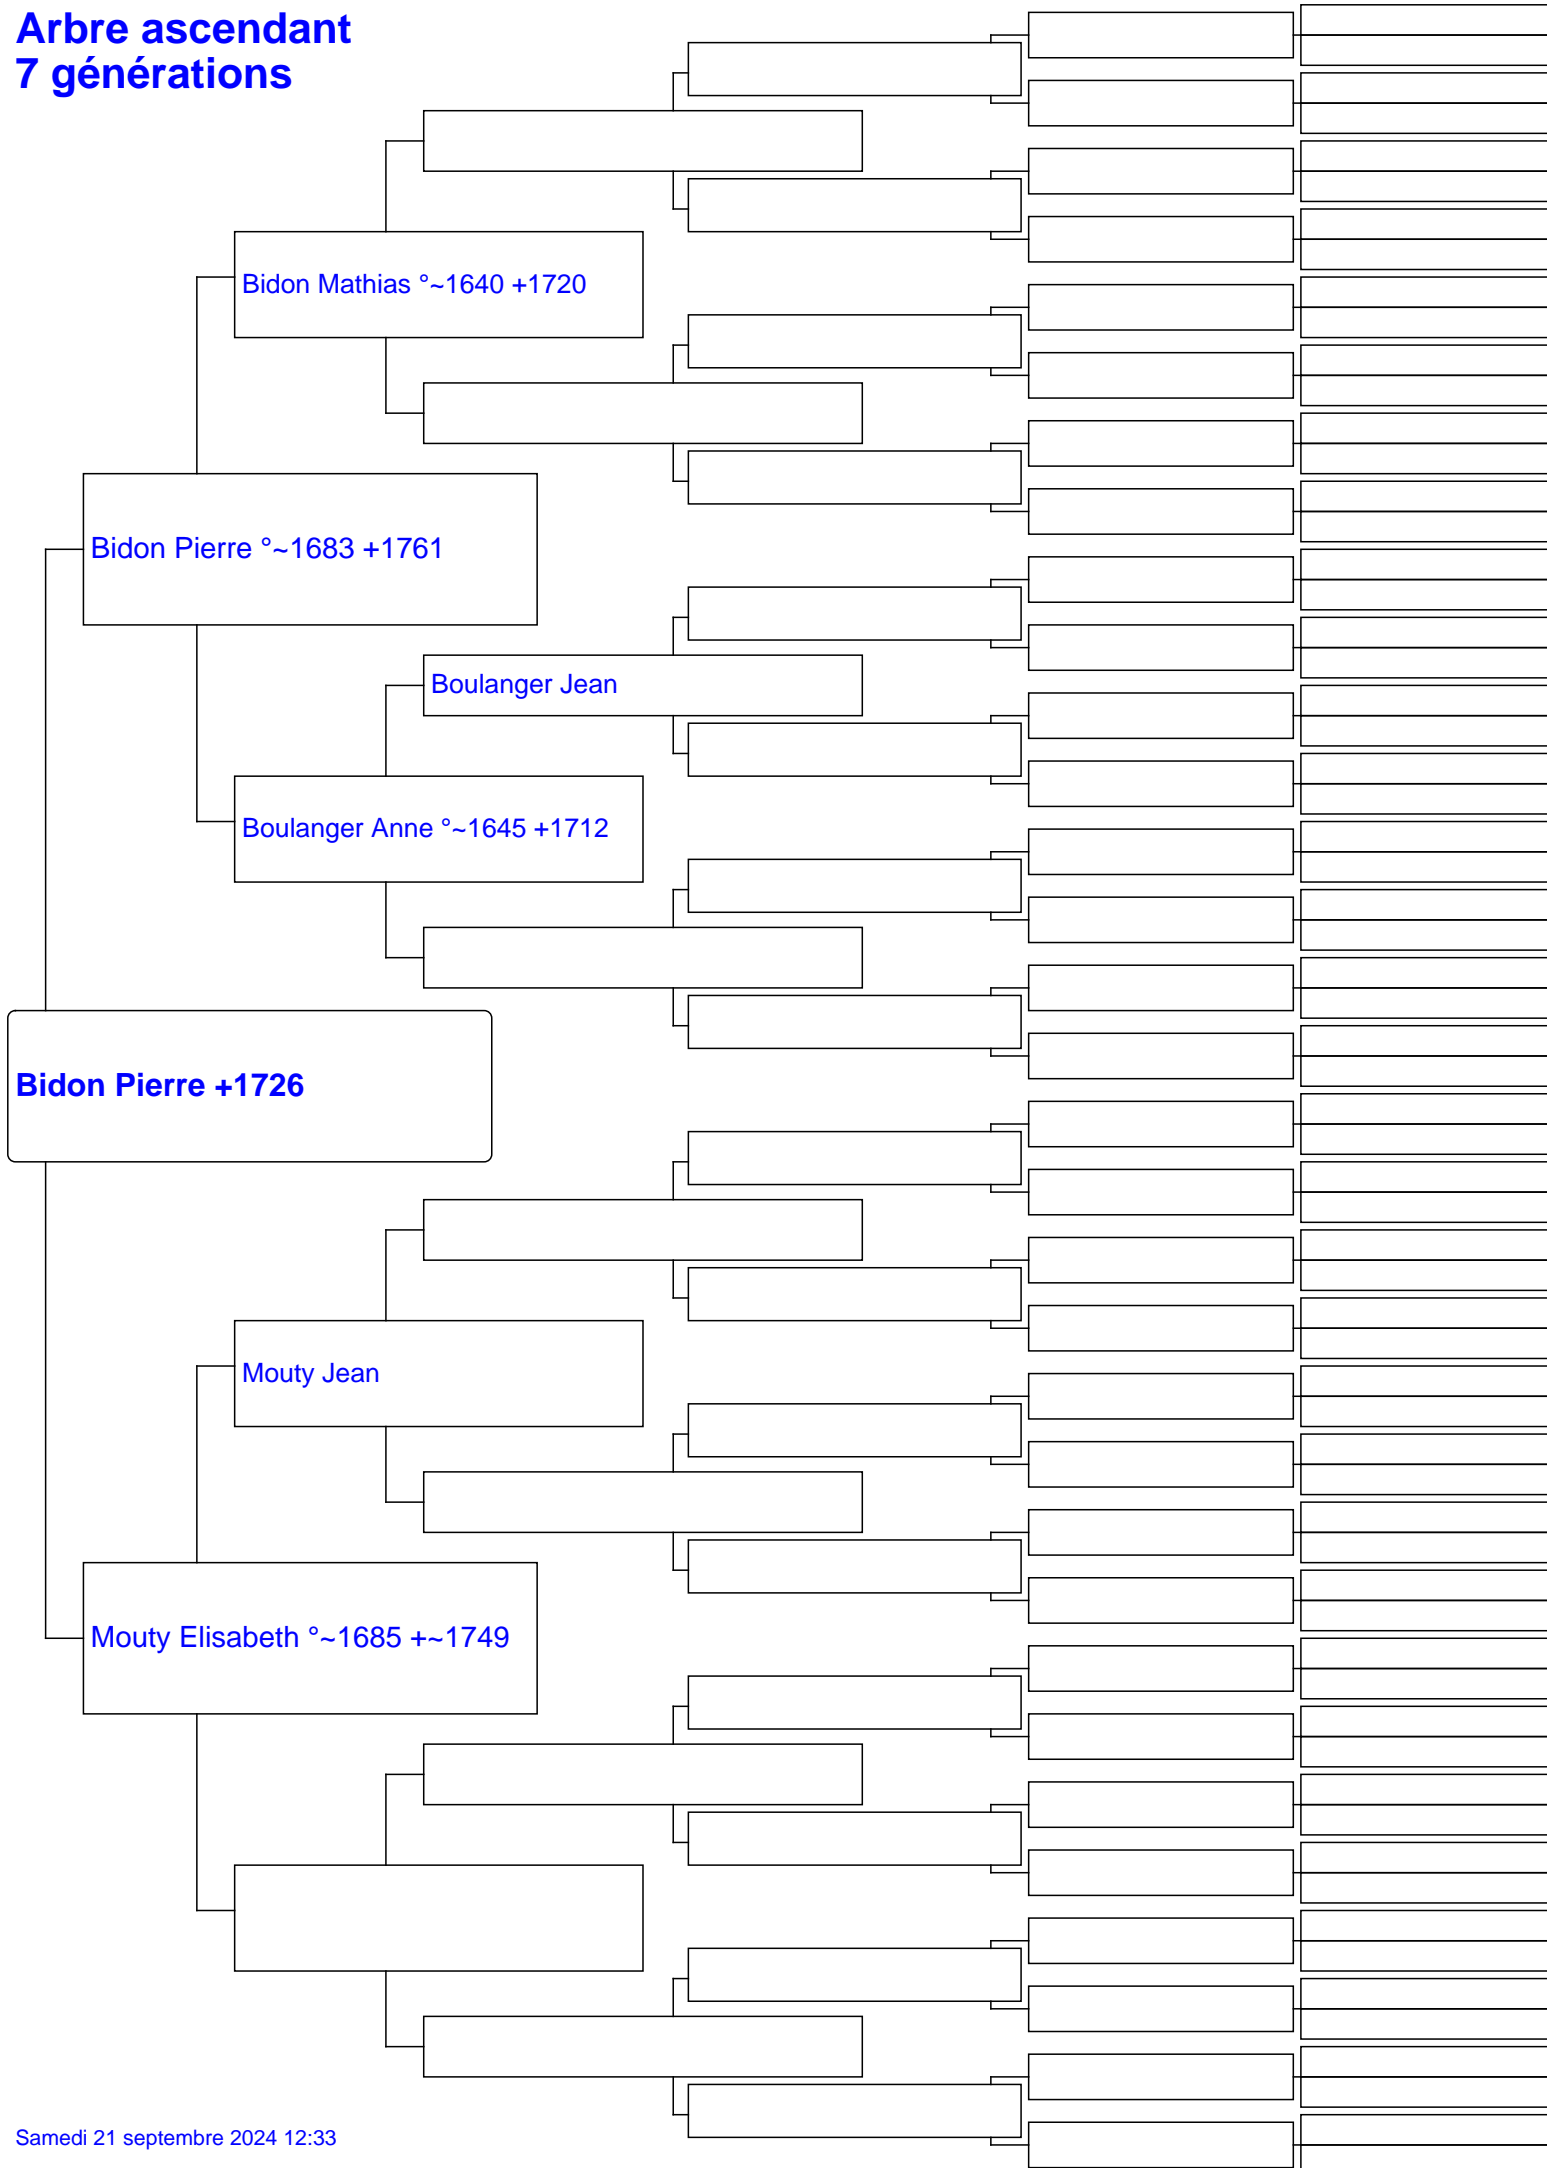 Arbre ascendant
7 générations
Bidon Mathias °~1640 +1720
Bidon Pierre °~1683 +1761
Boulanger Jean
Boulanger Anne °~1645 +1712
Bidon Pierre +1726
Mouty Jean
Mouty Elisabeth °~1685 +~1749
Samedi 21 septembre 2024 12:33